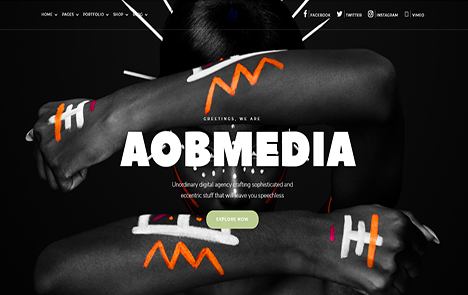 HOME PAGES PORTFOLIO SHOP
FACEBOOK TWITTER INSTAGRAM VIMEO
GREETINGS, WE ARE
AOBMEDIA
Unordinary digital agency crafting sophisticated and
eccentric stuff that will leave you speechless
EXPLORE NOW